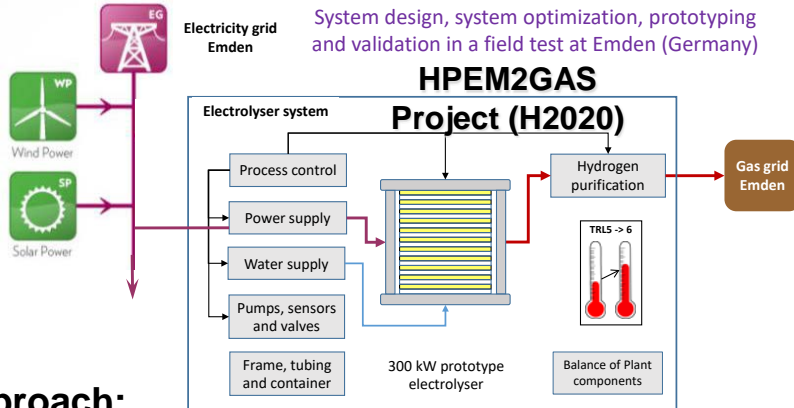 EG
Electricity grid
Emden
System design, system optimization, prototyping
and validation in a field test at Emden (Germany)
HPEM2GAS
Project (H2020)
WP
Wind Power
SP
Solar Power
Electrolyser system
Process control
Power supply
Water supply
Pumps, sensors
and valves
Frame, tubing
and container
300 kW prototype
electrolyser
Hydrogen
purification
TRL5 -> 6
Balance of Plant
components
Gas grid
Emden
proach: